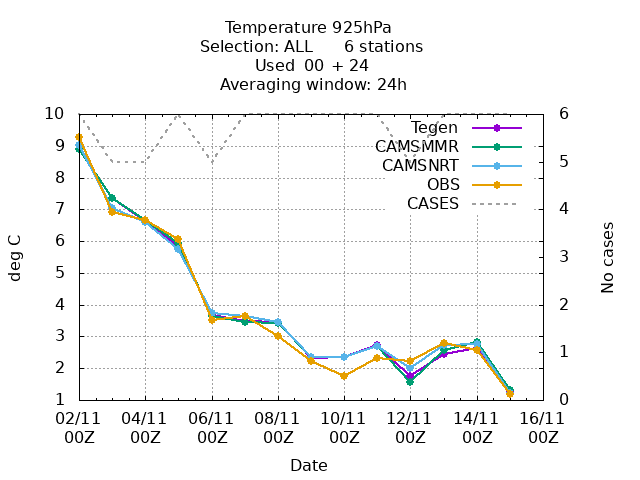 Temperature 925hPa
Selection: ALL 6 stations
Used 00 + 24
Averaging window: 24h
deg C
No cases
10
9
8
7
6
5
4
3
2
1
6
5
4
3
2
1
0
Tegen
CAMSMMR
CAMSNRT
OBS
CASES
02/11 04/11 06/11 08/11 10/11 12/11 14/11 16/11
00Z 00Z 00Z 00Z 00Z 00Z 00Z 00Z
Date